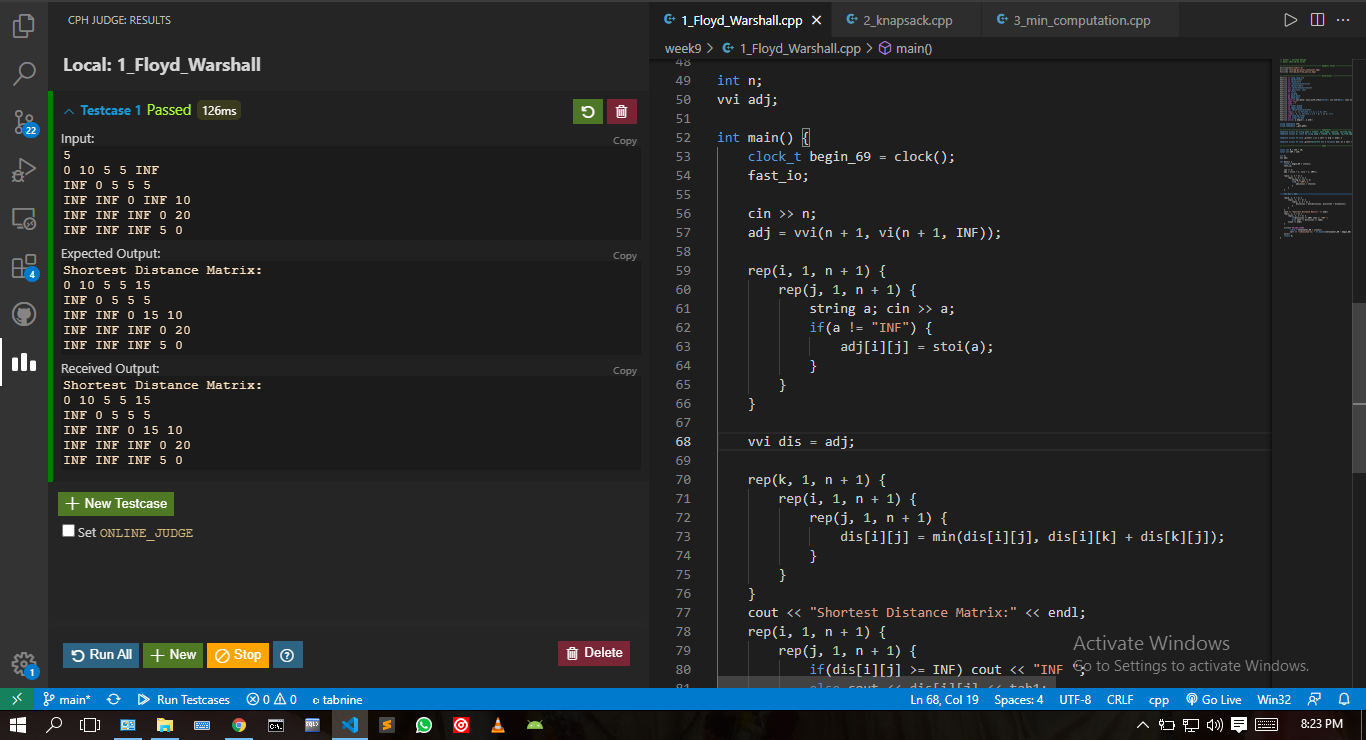 CPH JUDGE: RESULTS
Local: 1_Floyd_Warshall
Testcase 1 Passed 126ms
Input:
Copy
5
0 10 5 5 INF
INF 0 5 5 5
INF INF 0 INF 10
INF INF INF 0 20
INF INF INF 5 0
Expected Output:
Copy
Shortest Distance Matrix:
0 10 5 5 15
INF 0 5 5 5
INF INF 0 15 10
INF INF INF 0 20
INF INF INF 5 0
Received Output:
Copy
Shortest Distance Matrix:
0 10 5 5 15
INF 0 5 5 5
INF INF 0 15 10
INF INF INF 0 20
INF INF INF 5 0
New Testcase
Set ONLINE_JUDGE
Run All
New
Stop
Delete
22
4
1
1_Floyd_Warshall.cpp
2_knapsack.cpp
3_min_computation.cpp
week9 > 1_Floyd_Warshall.cpp > main()
48
49 int n;
50 vvi adj;
51
52 int main() {
53 clock_t begin_69 = clock();
54 fast_io;
55
56 cin >> n;
57 adj = vvi(n + 1, vi(n + 1, INF));
58
59 rep(i, 1, n + 1) {
60 rep(j, 1, n + 1) {
61 string a; cin >> a;
62 if(a != "INF") {
63 adj[i][j] = stoi(a);
64 }
65 }
66 }
67
68 vvi dis = adj;
69
70 rep(k, 1, n + 1) {
71 rep(i, 1, n + 1) {
72 rep(j, 1, n + 1) {
73 dis[i][j] = min(dis[i][j], dis[i][k] + dis[k][j]);
74 }
75 }
76 }
77 cout << "Shortest Distance Matrix:" << endl;
78 rep(i, 1, n + 1) {
79 rep(j, 1, n + 1) {
80 if(dis[i][j] >= INF) cout << "INF ";
81 else cout << dis[i][j] << tab1;
Activate Windows
Go to Settings to activate Windows.
main*
Run Testcases
0
0
tabnine
Ln 68, Col 19
Spaces: 4
UTF-8
CRLF
cpp
Go Live
Win32
8:23 PM